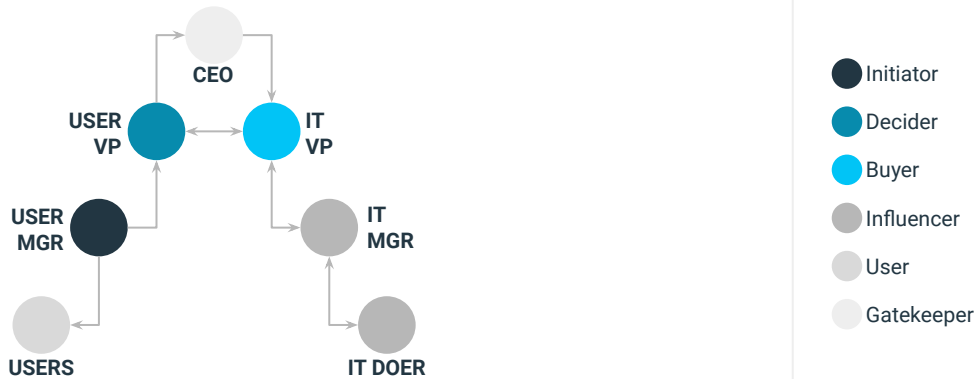 CEO
USER
VP
IT
VP
USER
MGR
IT
MGR
USERS
IT DOER
Initiator
Decider
Buyer
Influencer
User
Gatekeeper